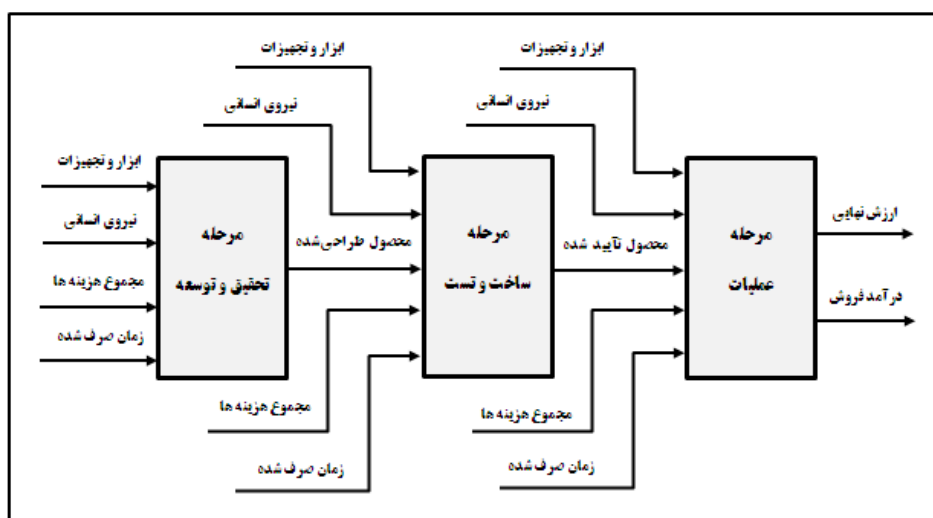 ابزار و تجهیزات
نیروی انسانی
مجموع هزینه ها
زمان صرف شده
مرحله
تحقیق و توسعه
ابزار و تجهیزات
نیروی انسانی
محصول طراحی‌شده
مجموع هزینه ها
زمان صرف شده
مرحله
ساخت و تست
ابزار و تجهیزات
نیروی انسانی
محصول تآیید شده
مجموع هزینه ها
زمان صرف شده
مرحله
عملیات
ارزش نهایی
درآمد فروش